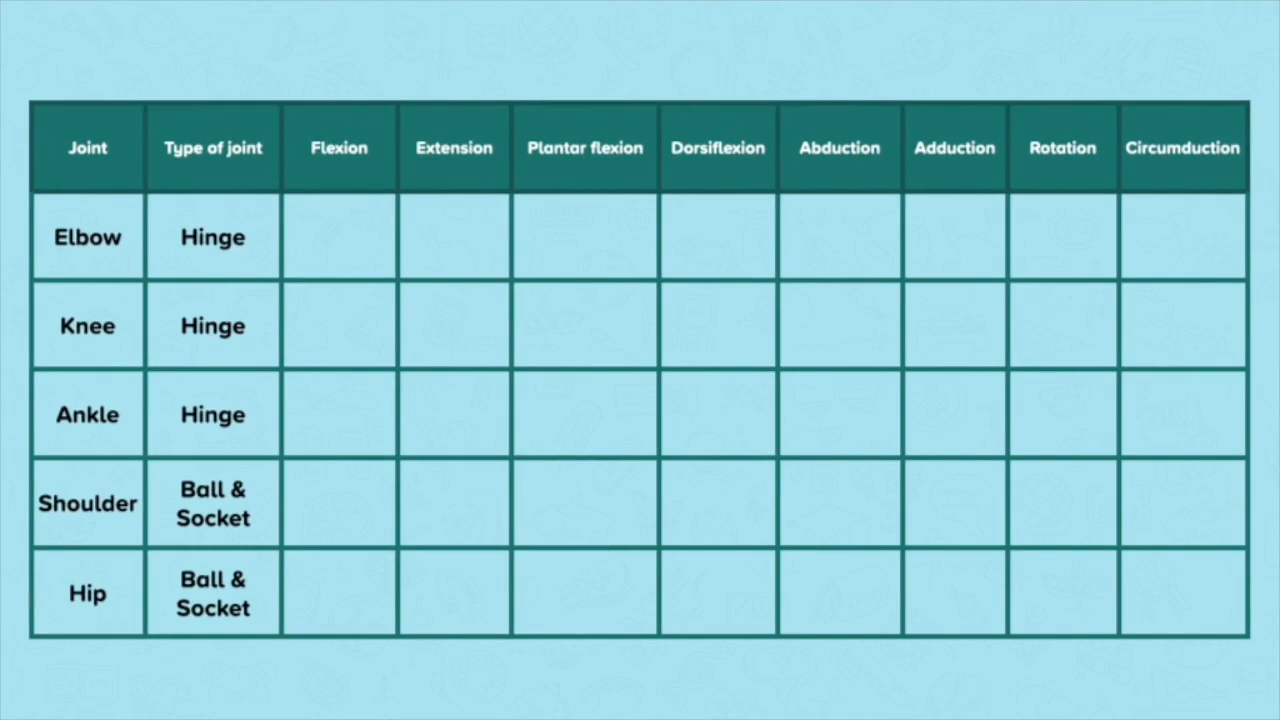 Joint Type of joint Flexion Extension Plantar flexion Dorsiflexion Abduction Adduction Rotation Circumduction
Elbow Hinge
Knee Hinge
Ankle Hinge
Shoulder Ball &
Socket
Hip Ball &
Socket